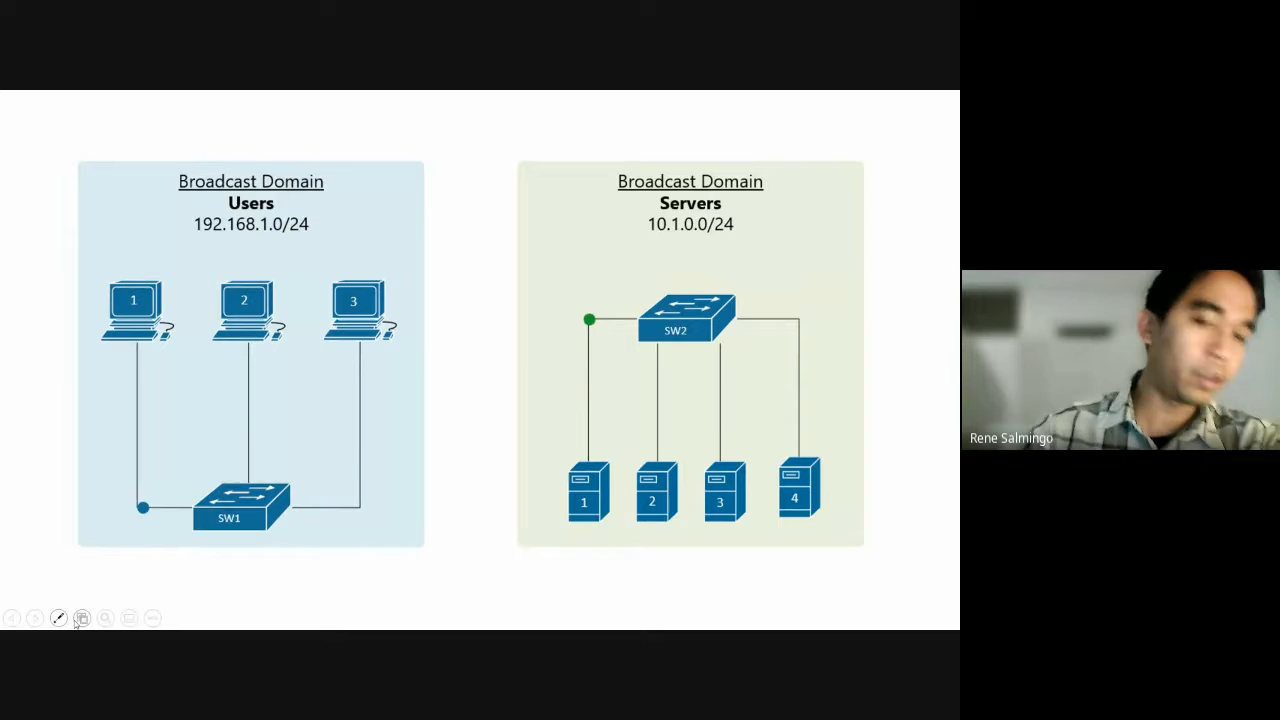 Broadcast Domain
Users
192.168.1.0/24
1
2
3
SW1
Broadcast Domain
Servers
10.1.0.0/24
SW2
1
2
3
4
Rene Salmingo